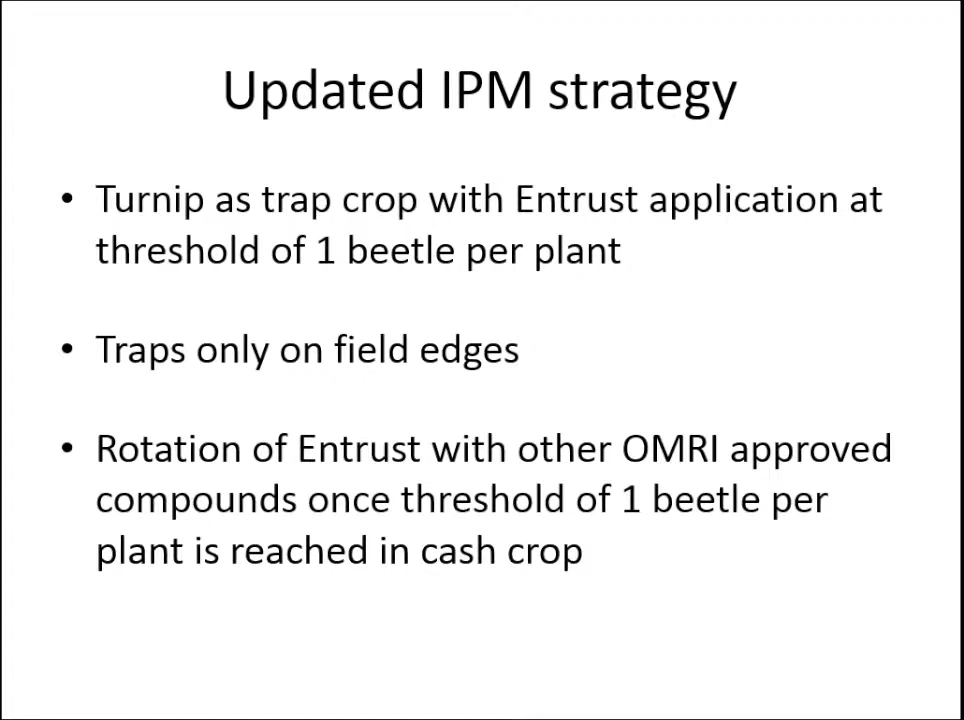 Updated IPM strategy
• Turnip as trap crop with Entrust application at
threshold of 1 beetle per plant
• Traps only on field edges
• Rotation of Entrust with other OMRI approved
compounds once threshold of 1 beetle per
plant is reached in cash crop